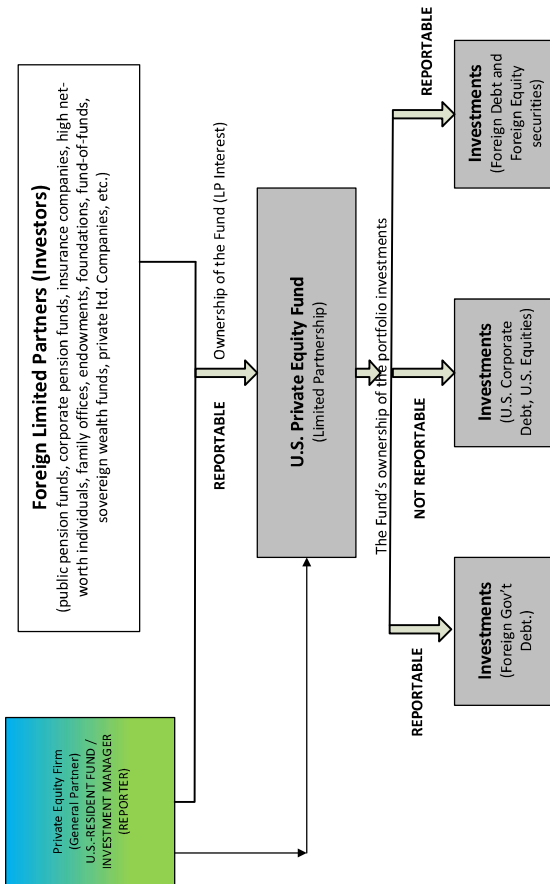 Foreign Limited Partners (Investors)
(public pension funds, corporate pension funds, insurance companies, high net-
worth individuals, family offices, endowments, foundations, fund-of-funds,
sovereign wealth funds, private ltd. Companies, etc.)
Private Equity Firm
(General Partner)
U.S.-RESIDENT FUND /
INVESTMENT MANAGER
(REPORTER)
REPORTABLE
Ownership of the Fund (LP Interest)
U.S. Private Equity Fund
(Limited Partnership)
The Fund's ownership of the portfolio investments
REPORTABLE
NOT REPORTABLE
REPORTABLE
Investments
(Foreign Gov't
Debt.)
Investments
(U.S. Corporate
Debt, U.S. Equities)
Investments
(Foreign Debt and
Foreign Equity
securities)